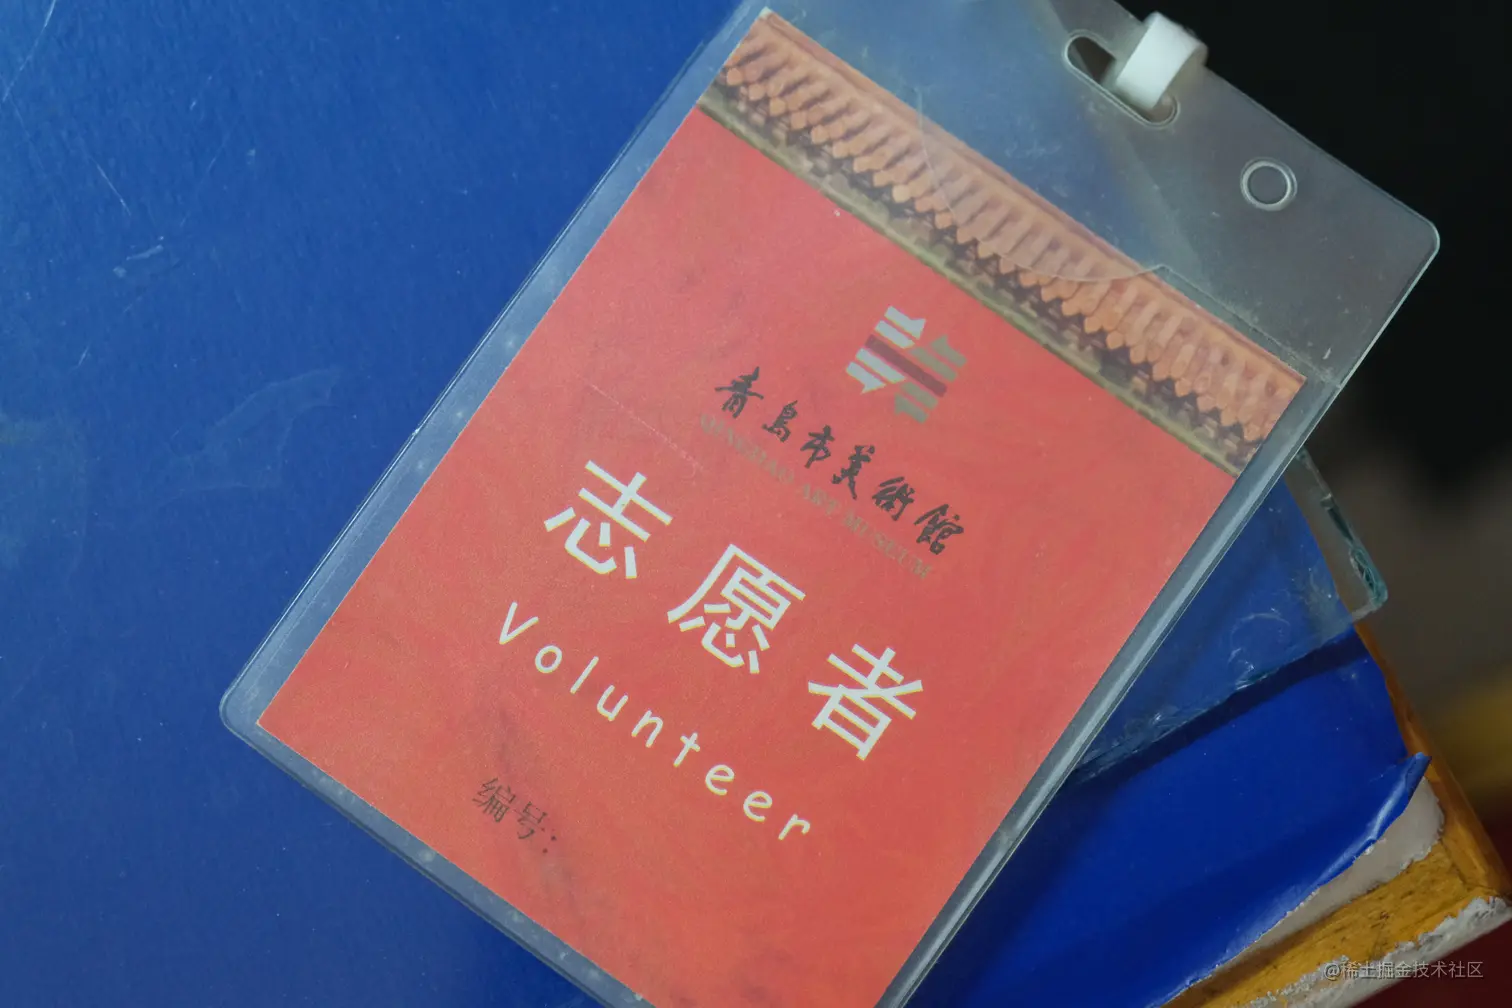 青島市美術館
QINGDAO ART MUSEUM
志愿者
Volunteer
编号:
@稀土掘金技术社区